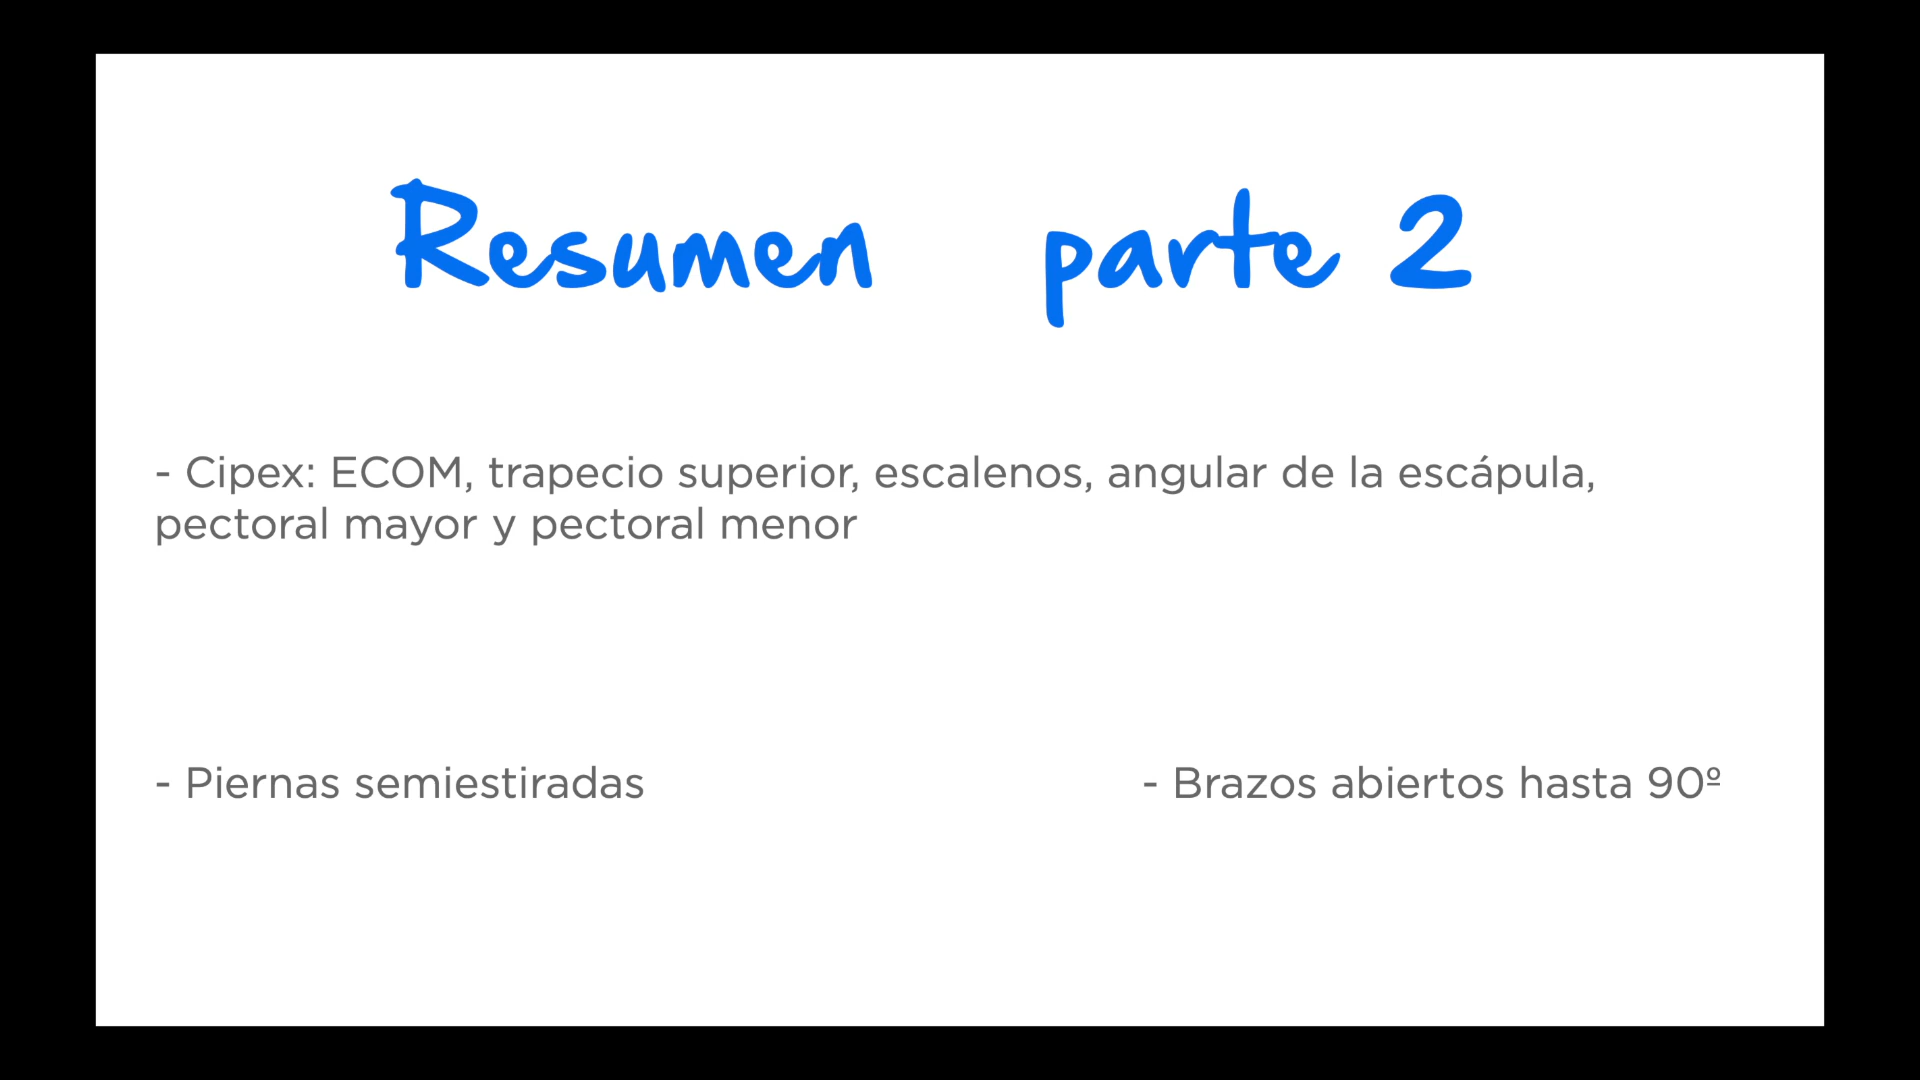 Resumen parte 2
- Cipex: ECOM, trapecio superior, escalenos, angular de la escápula,
pectoral mayor y pectoral menor
- Piernas semiestiradas
- Brazos abiertos hasta 90º